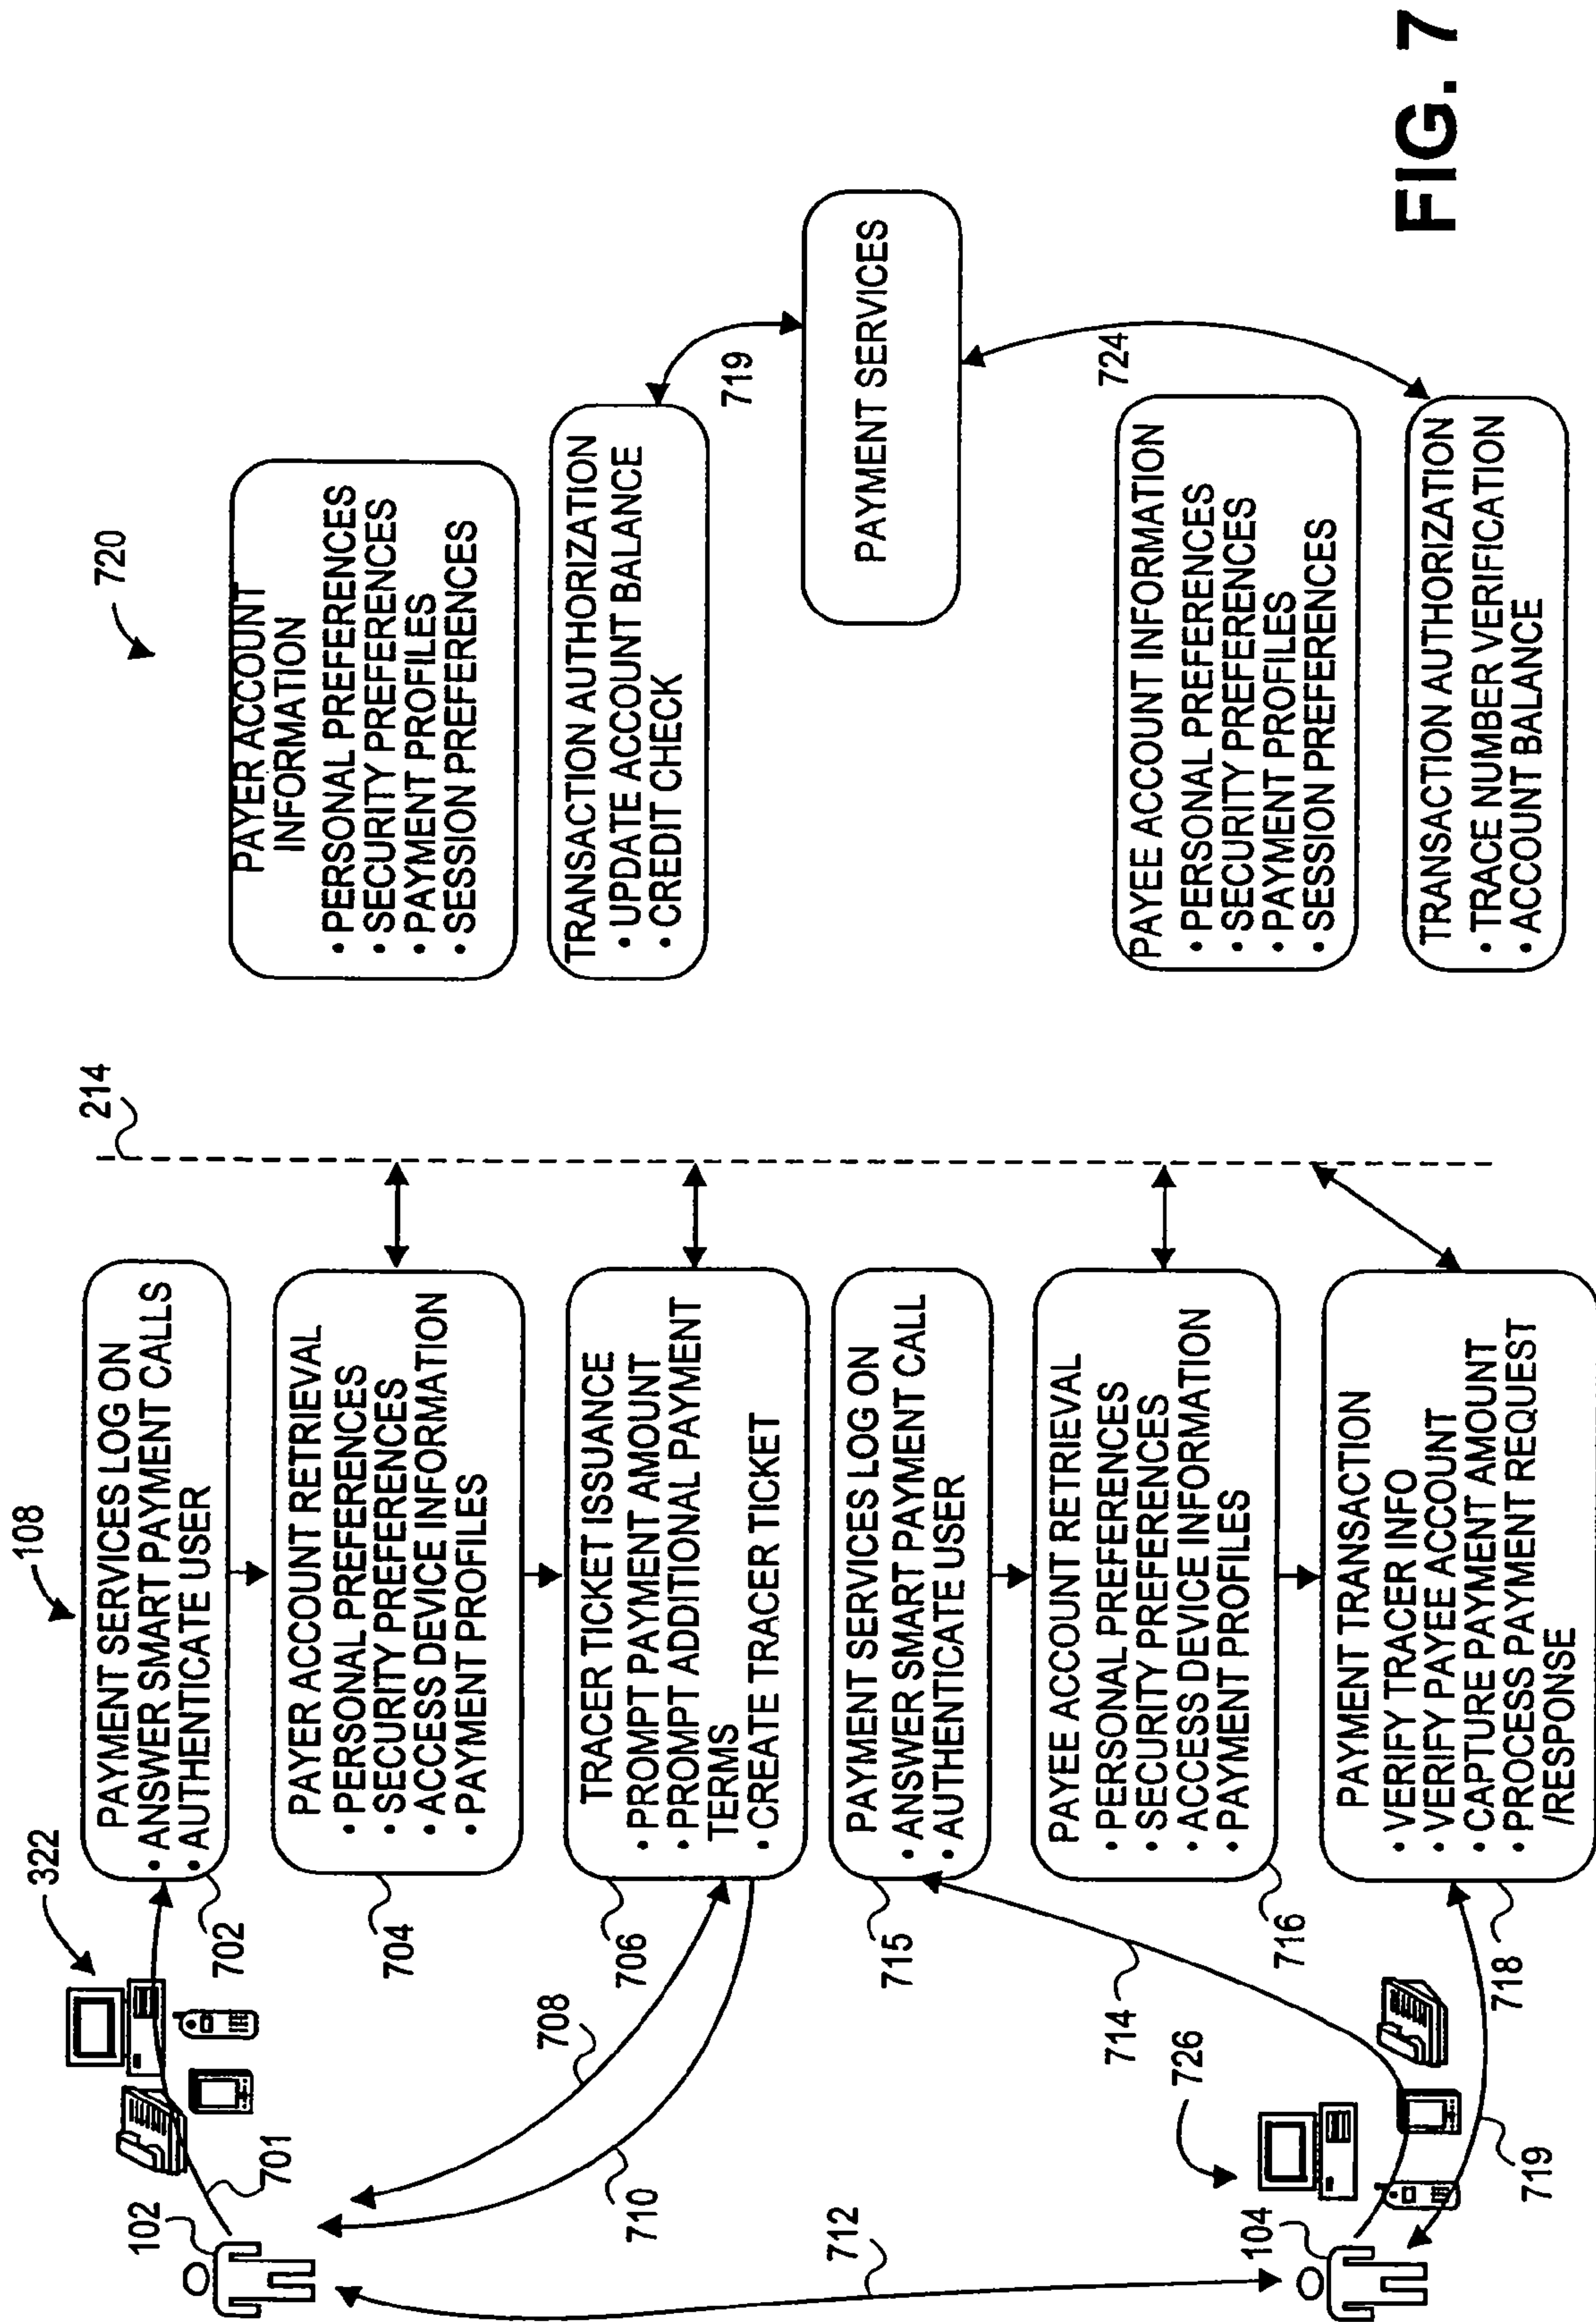 108
322
102
701
702
PAYMENT SERVICES LOG ON
• ANSWER SMART PAYMENT CALLS
• AUTHENTICATE USER
704
PAYER ACCOUNT RETRIEVAL
• PERSONAL PREFERENCES
• SECURITY PREFERENCES
• ACCESS DEVICE INFORMATION
• PAYMENT PROFILES
706
TRACER TICKET ISSUANCE
• PROMPT PAYMENT AMOUNT
• PROMPT ADDITIONAL PAYMENT
TERMS
• CREATE TRACER TICKET
708
710
712
715
PAYMENT SERVICES LOG ON
• ANSWER SMART PAYMENT CALL
• AUTHENTICATE USER
714
716
PAYEE ACCOUNT RETRIEVAL
• PERSONAL PREFERENCES
• SECURITY PREFERENCES
• ACCESS DEVICE INFORMATION
• PAYMENT PROFILES
726
104
718
719
PAYMENT TRANSACTION
• VERIFY TRACER INFO
• VERIFY PAYEE ACCOUNT
• CAPTURE PAYMENT AMOUNT
• PROCESS PAYMENT REQUEST
/RESPONSE
214
720
PAYER ACCOUNT
INFORMATION
• PERSONAL PREFERENCES
• SECURITY PREFERENCES
• PAYMENT PROFILES
• SESSION PREFERENCES
TRANSACTION AUTHORIZATION
• UPDATE ACCOUNT BALANCE
• CREDIT CHECK
719
PAYMENT SERVICES
724
PAYEE ACCOUNT INFORMATION
• PERSONAL PREFERENCES
• SECURITY PREFERENCES
• PAYMENT PROFILES
• SESSION PREFERENCES
TRANSACTION AUTHORIZATION
• TRACE NUMBER VERIFICATION
• ACCOUNT BALANCE
FIG. 7